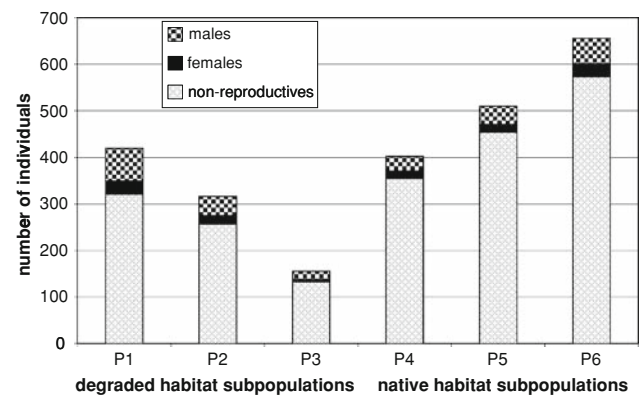 700
600
500
400
300
200
100
0
number of individuals
males
females
non-reproductives
P1 P2 P3 P4 P5 P6
degraded habitat subpopulations native habitat subpopulations